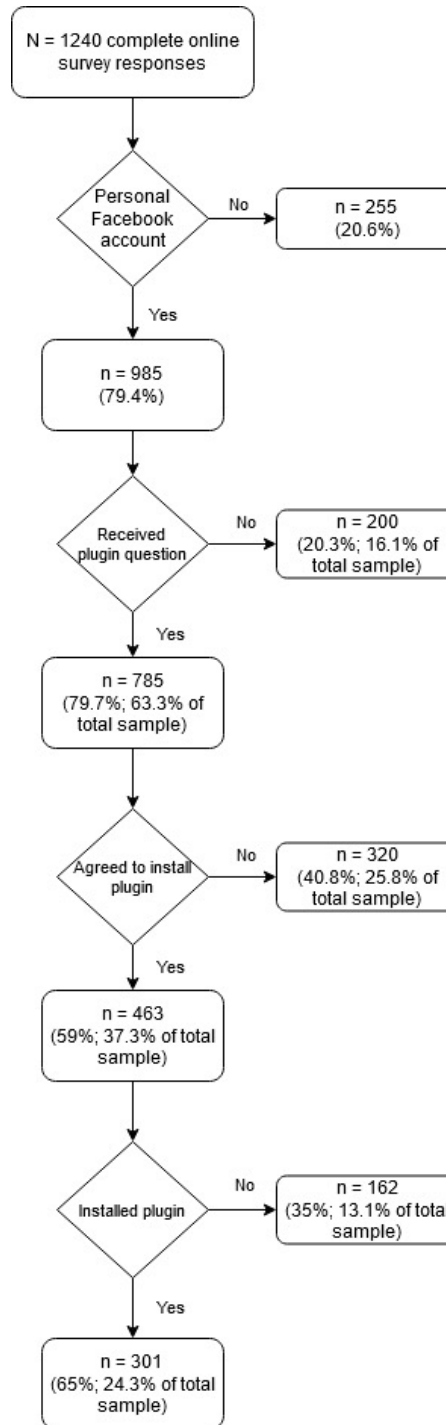 N = 1240 complete online
survey responses
Personal
Facebook
account
No
n = 255
(20.6%)
Yes
n = 985
(79.4%)
Received
plugin question
No
n = 200
(20.3%; 16.1% of
total sample)
Yes
n = 785
(79.7%; 63.3% of
total sample)
Agreed to install
plugin
No
n = 320
(40.8%; 25.8% of
total sample)
Yes
n = 463
(59%; 37.3% of total
sample)
Installed plugin
No
n = 162
(35%; 13.1% of total
sample)
Yes
n = 301
(65%; 24.3% of total
sample)